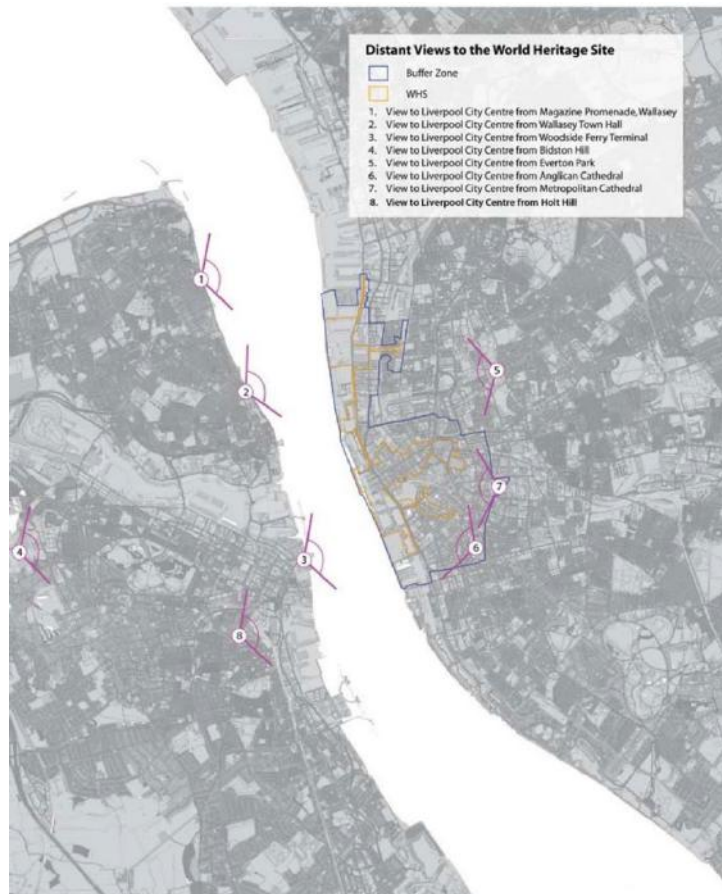 Distant Views to the World Heritage Site
Buffer Zone
WHS
1. View to Liverpool City Centre from Magazine Promenade, Wallasey
2. View to Liverpool City Centre from Wallasey Town Hall
3. View to Liverpool City Centre from Woodside Ferry Terminal
4. View to Liverpool City Centre from Bidston Hill
5. View to Liverpool City Centre from Everton Park
6. View to Liverpool City Centre from Anglican Cathedral
7. View to Liverpool City Centre from Metropolitan Cathedral
8. View to Liverpool City Centre from Holt Hill
1
2
5
7
6
4
3
8